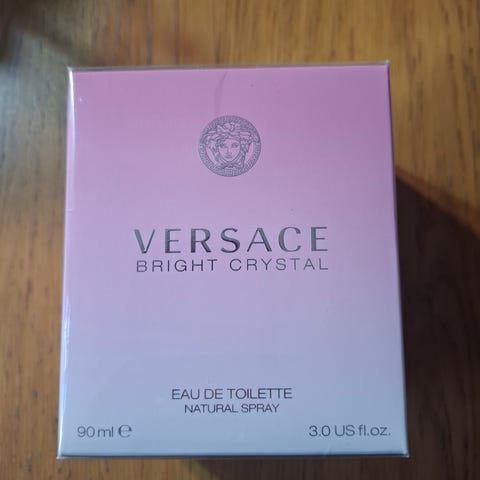 VERSACE
BRIGHT CRYSTAL
EAU DE TOILETTE
NATURAL SPRAY
90 ml ℮ 3.0 US fl.oz.